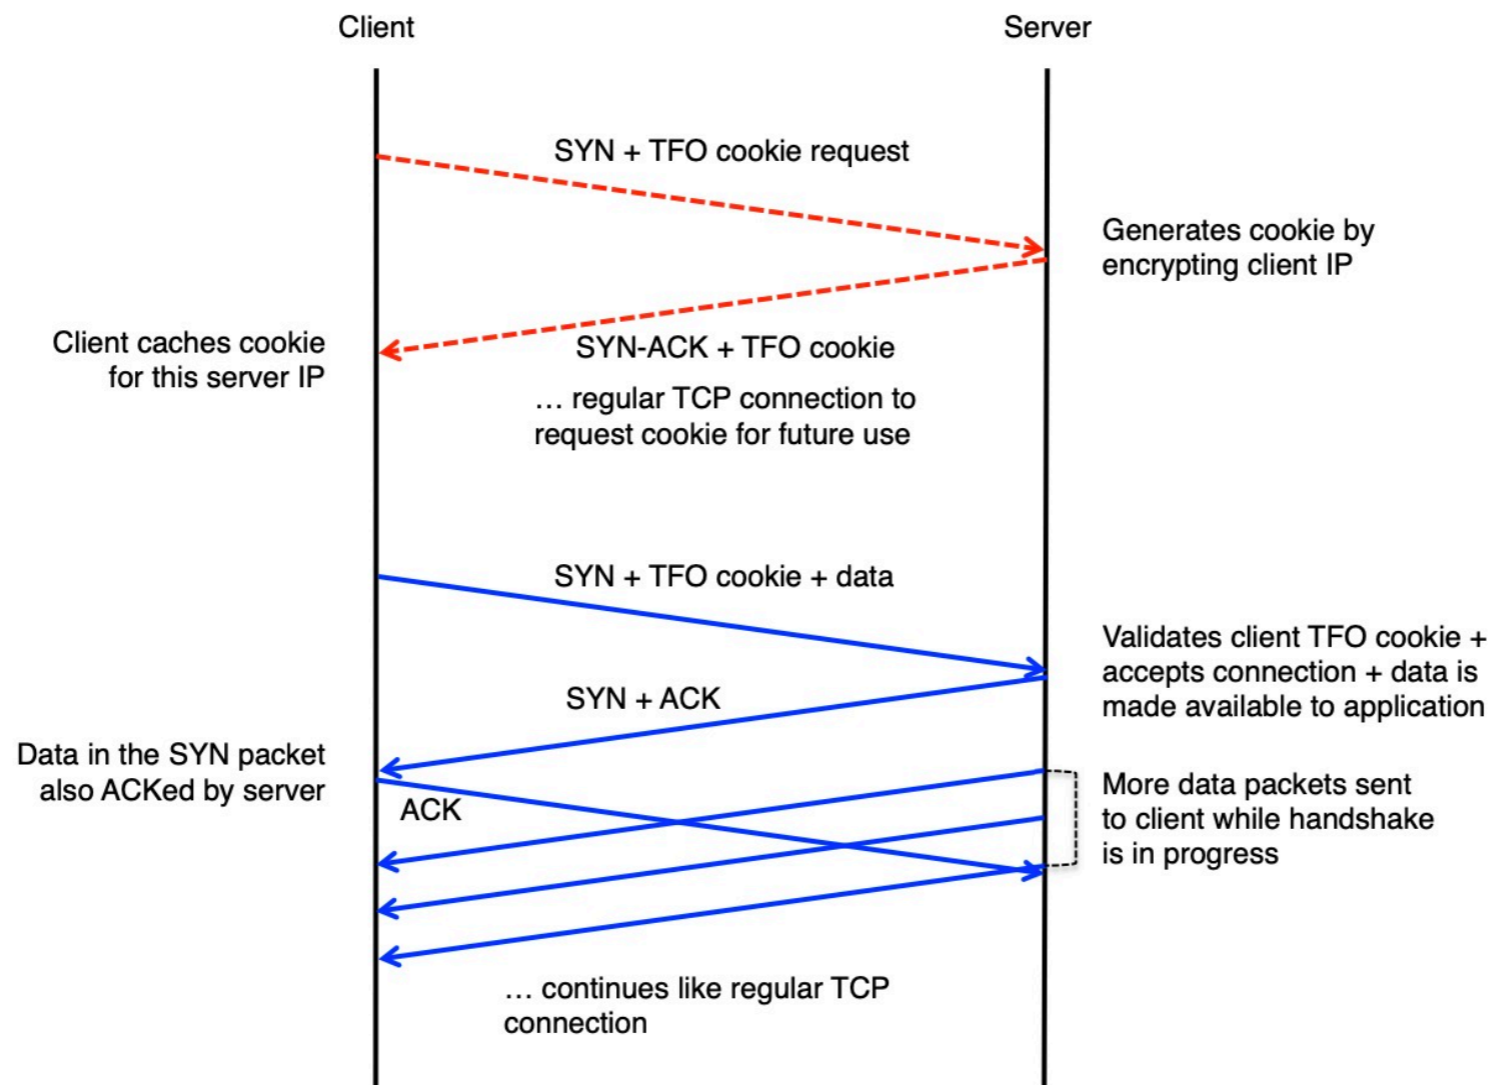 Client
Server
SYN + TFO cookie request
Generates cookie by
encrypting client IP
Client caches cookie
for this server IP
SYN-ACK + TFO cookie
... regular TCP connection to
request cookie for future use
SYN + TFO cookie + data
Validates client TFO cookie +
accepts connection + data is
made available to application
SYN + ACK
Data in the SYN packet
also ACKed by server
ACK
More data packets sent
to client while handshake
is in progress
... continues like regular TCP
connection